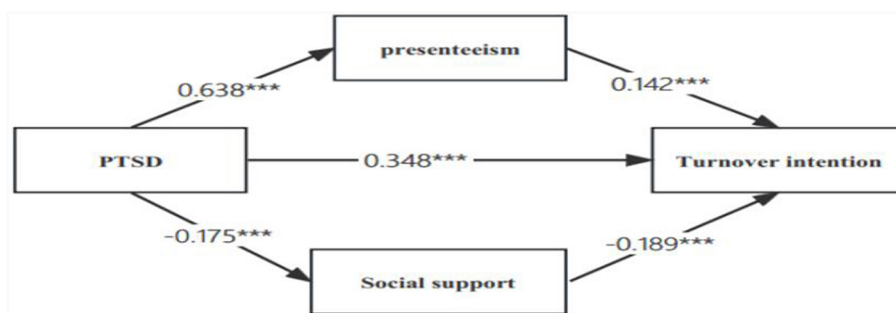 presenteeism
0.638***
0.142***
PTSD
0.348***
Turnover intention
-0.175***
-0.189***
Social support